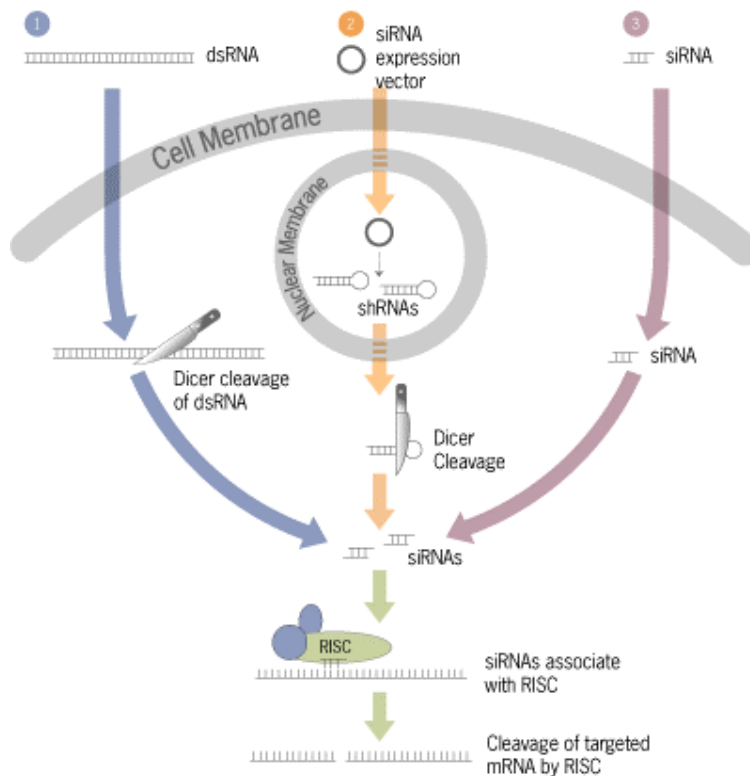 1
dsRNA
2
siRNA
expression
vector
3
siRNA
Cell Membrane
Nuclear Membrane
shRNAs
Dicer cleavage
of dsRNA
siRNA
Dicer
Cleavage
siRNAs
RISC
siRNAs associate
with RISC
Cleavage of targeted
mRNA by RISC